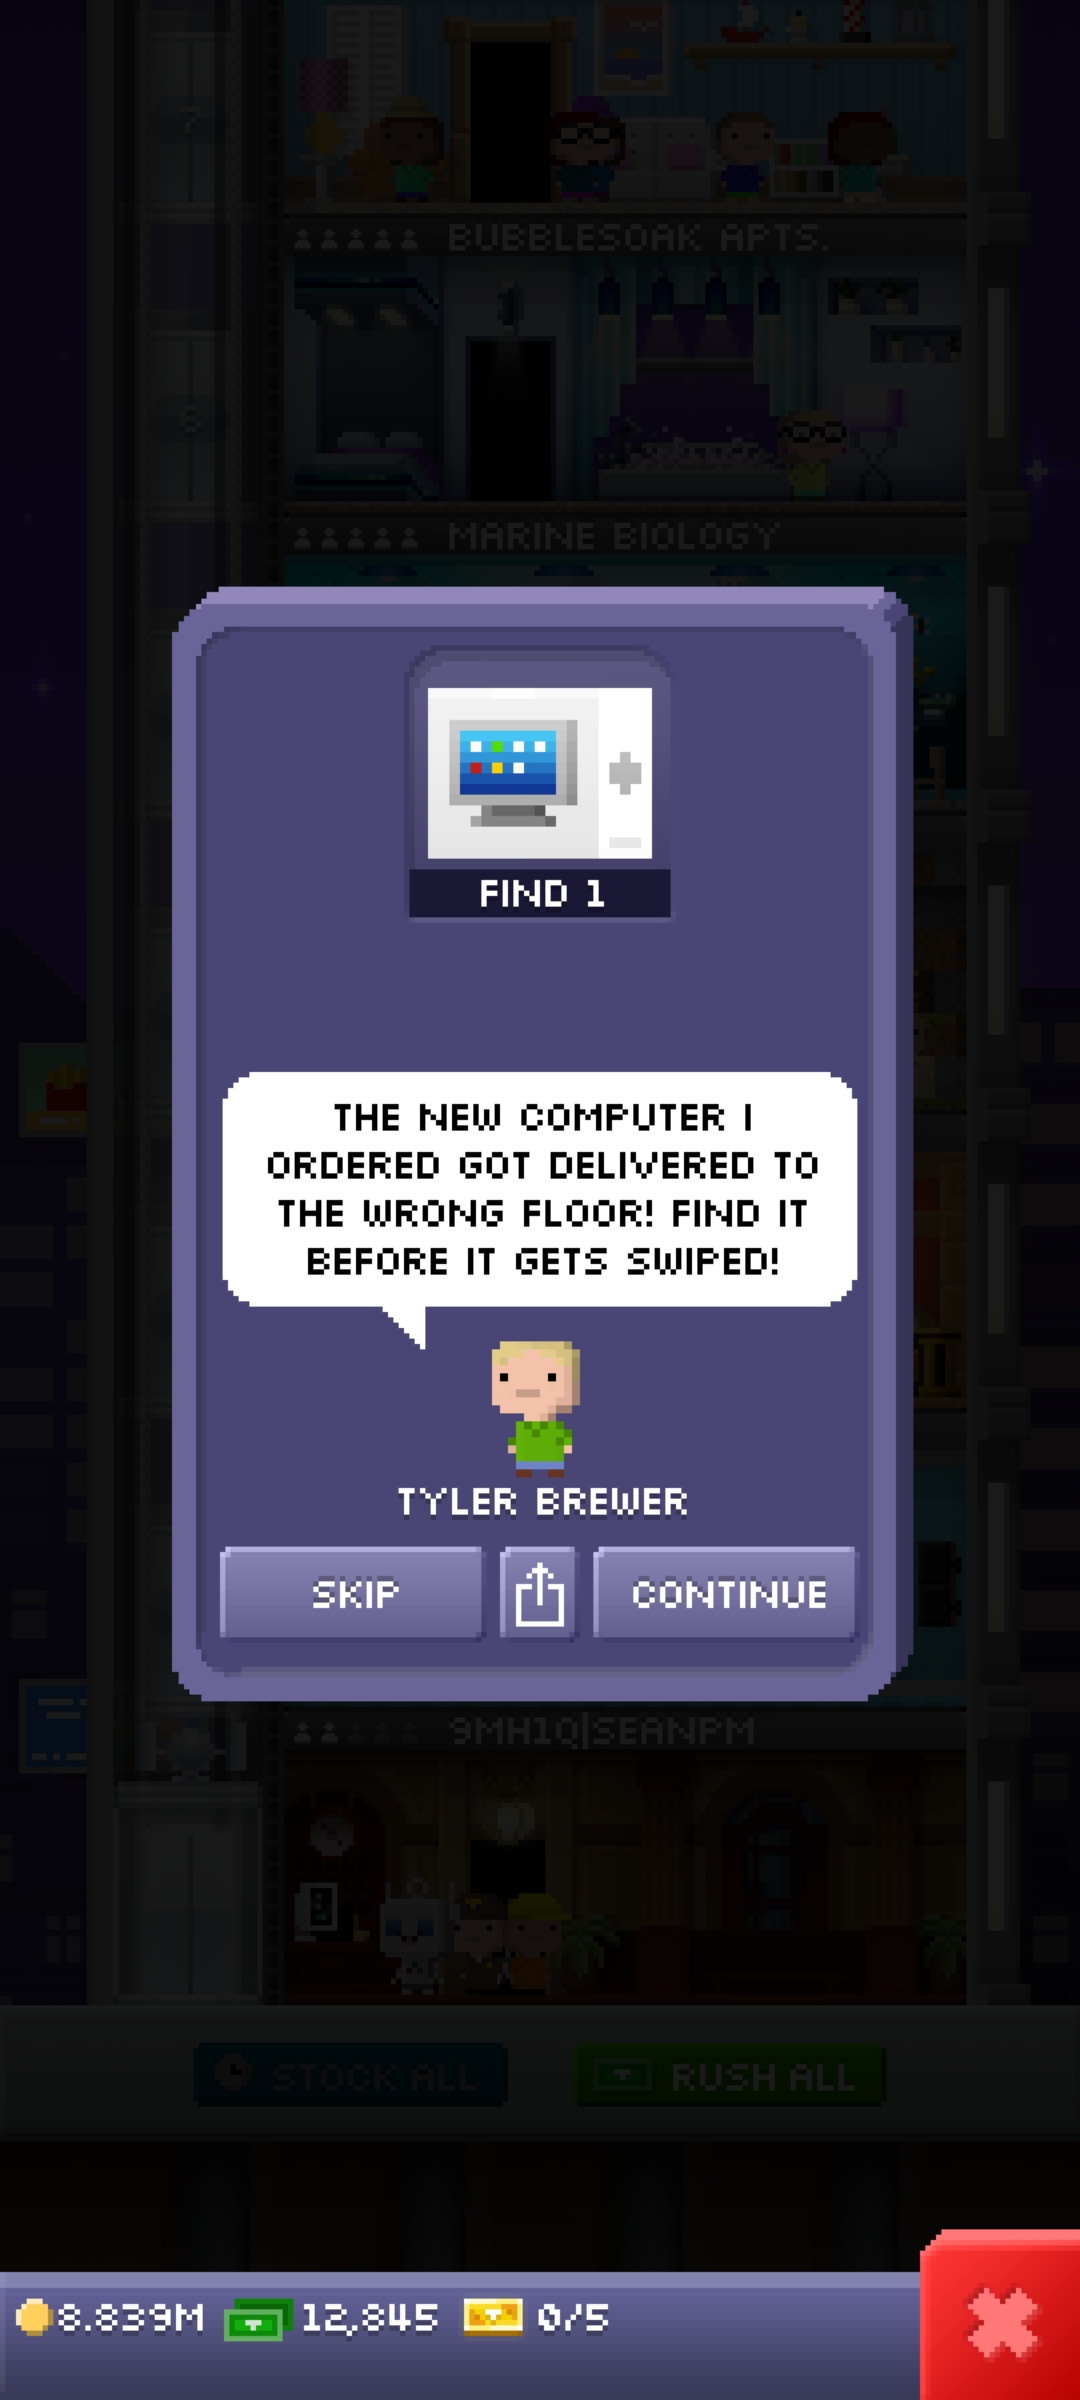 7
BUBBLESOAK APTS.
6
MARINE BIOLOGY
FIND 1
THE NEW COMPUTER I
ORDERED GOT DELIVERED TO
THE WRONG FLOOR! FIND IT
BEFORE IT GETS SWIPED!
TYLER BREWER
SKIP
CONTINUE
9MH1Q|SEANPM
STOCK ALL
RUSH ALL
8.839M
12,845
0/5